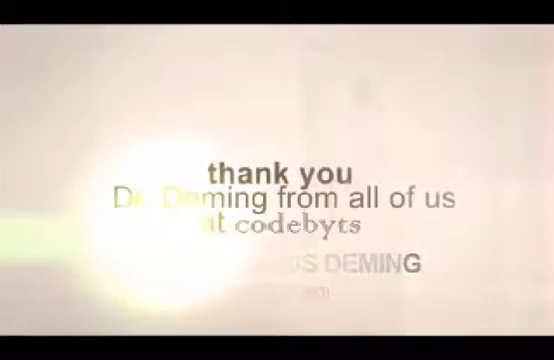 thank you
Dr. Deming from all of us
at codebyts
DEMING